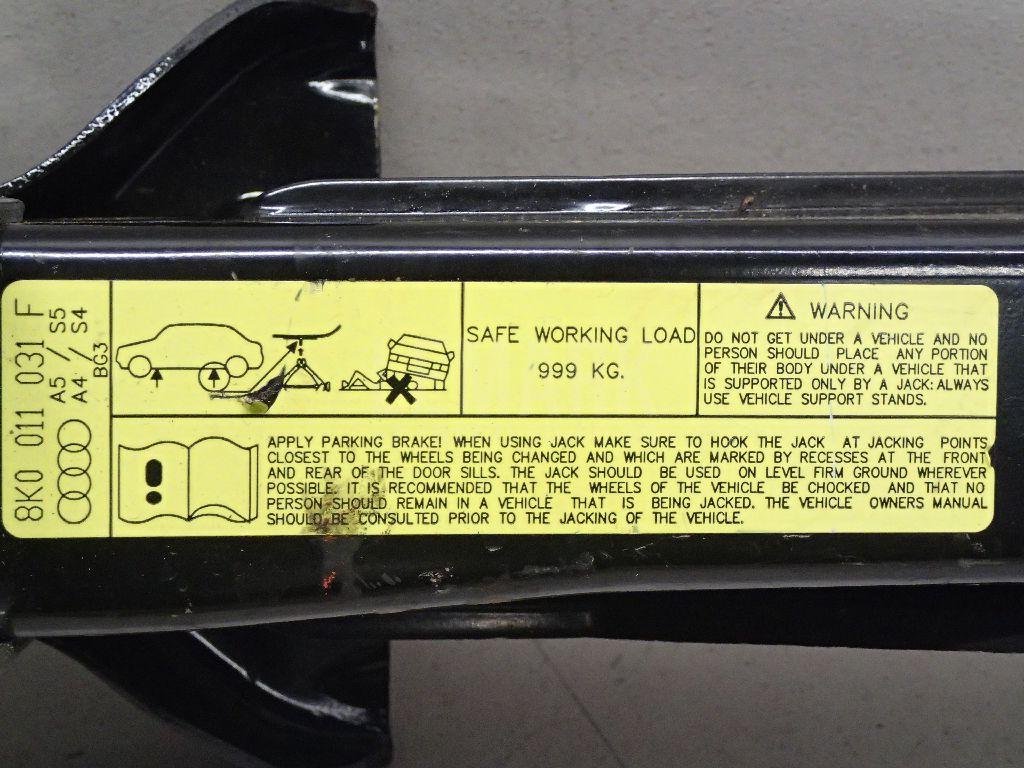 8K0 011 031 F
A5 / S5
A4 / S4
BG3
SAFE WORKING LOAD
999 KG.
WARNING
DO NOT GET UNDER A VEHICLE AND NO
PERSON SHOULD PLACE ANY PORTION
OF THEIR BODY UNDER A VEHICLE THAT
IS SUPPORTED ONLY BY A JACK: ALWAYS
USE VEHICLE SUPPORT STANDS.
APPLY PARKING BRAKE! WHEN USING JACK MAKE SURE TO HOOK THE JACK AT JACKING POINTS
CLOSEST TO THE WHEELS BEING CHANGED AND WHICH ARE MARKED BY RECESSES AT THE FRONT
AND REAR OF THE DOOR SILLS. THE JACK SHOULD BE USED ON LEVEL FIRM GROUND WHEREVER
POSSIBLE. IT IS RECOMMENDED THAT THE WHEELS OF THE VEHICLE BE CHOCKED AND THAT NO
PERSON SHOULD REMAIN IN A VEHICLE THAT IS BEING JACKED. THE VEHICLE OWNERS MANUAL
SHOULD BE CONSULTED PRIOR TO THE JACKING OF THE VEHICLE.